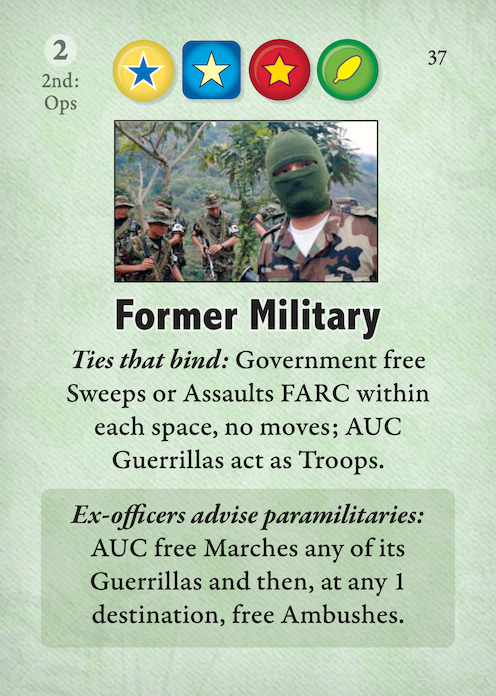 2
2nd:
Ops
37
Former Military
Ties that bind: Government free
Sweeps or Assaults FARC within
each space, no moves; AUC
Guerrillas act as Troops.
Ex-officers advise paramilitaries:
AUC free Marches any of its
Guerrillas and then, at any 1
destination, free Ambushes.